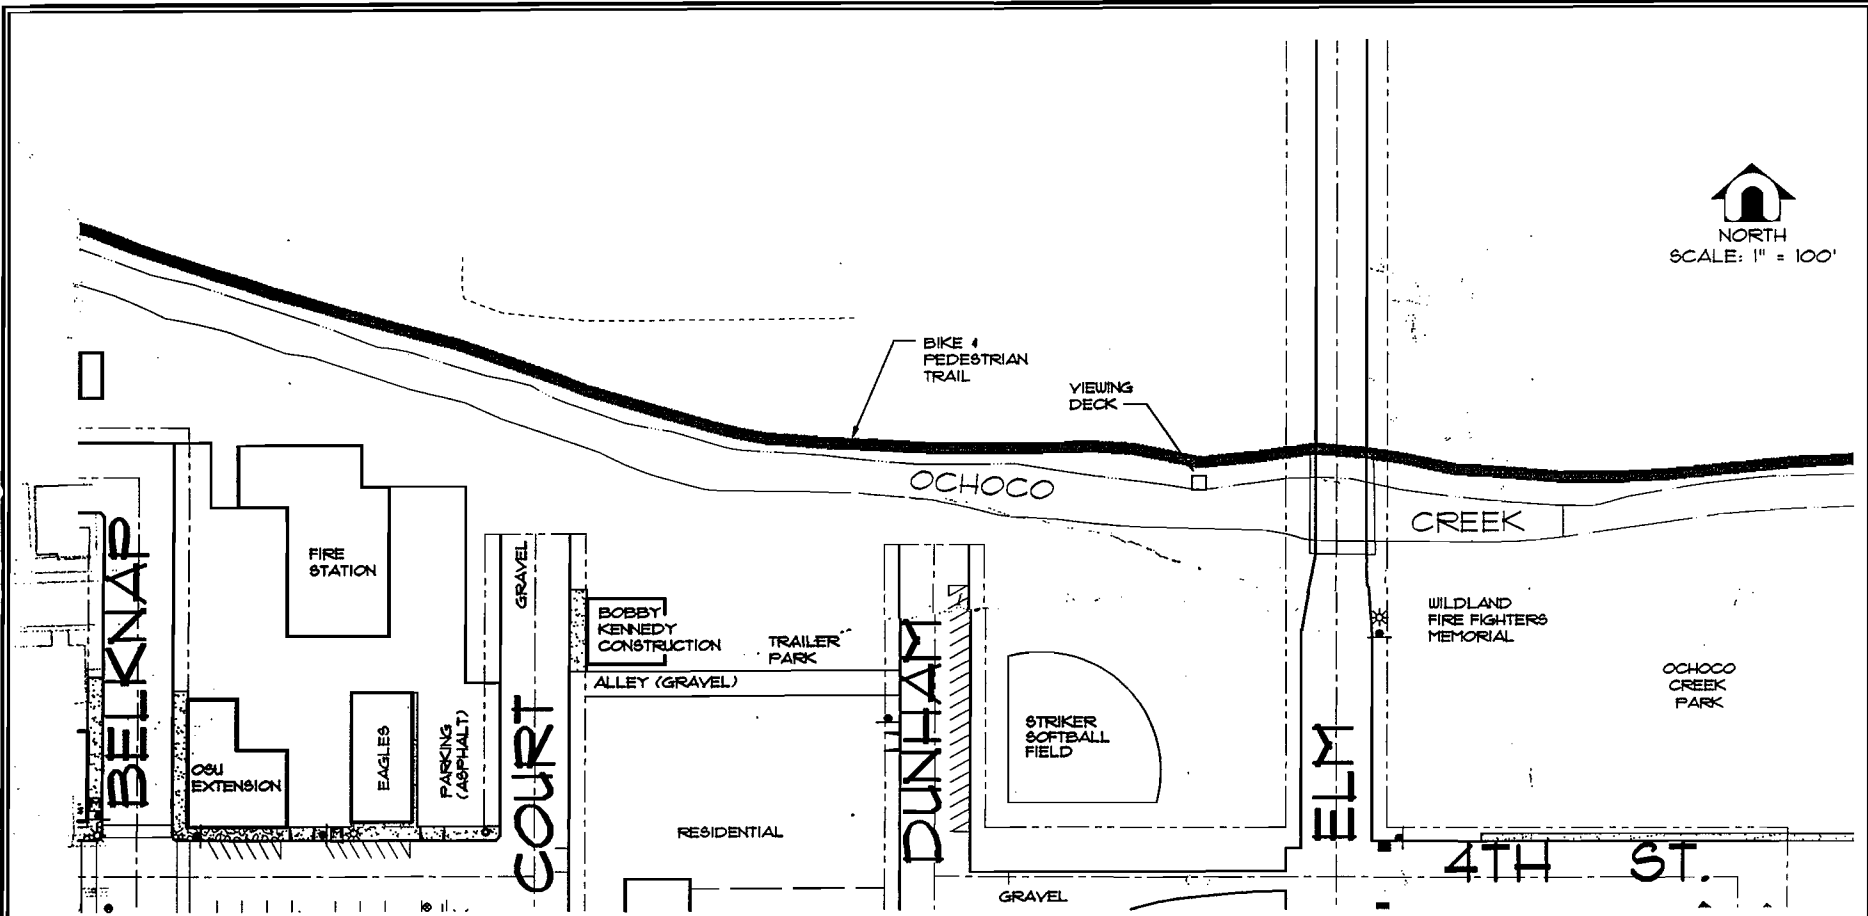 NORTH
SCALE: 1" = 100'
BIKE &
PEDESTRIAN
TRAIL
VIEWING
DECK
OCHOCO
CREEK
BELKNAP
FIRE
STATION
GRAVEL
BOBBY
KENNEDY
CONSTRUCTION
TRAILER
PARK
ALLEY (GRAVEL)
WILDLAND
FIRE FIGHTERS
MEMORIAL
OCHOCO
CREEK
PARK
STRIKER
SOFTBALL
FIELD
OSU
EXTENSION
EAGLES
PARKING
(ASPHALT)
COURT
DUNHAM
ELM
RESIDENTIAL
4TH ST.
GRAVEL